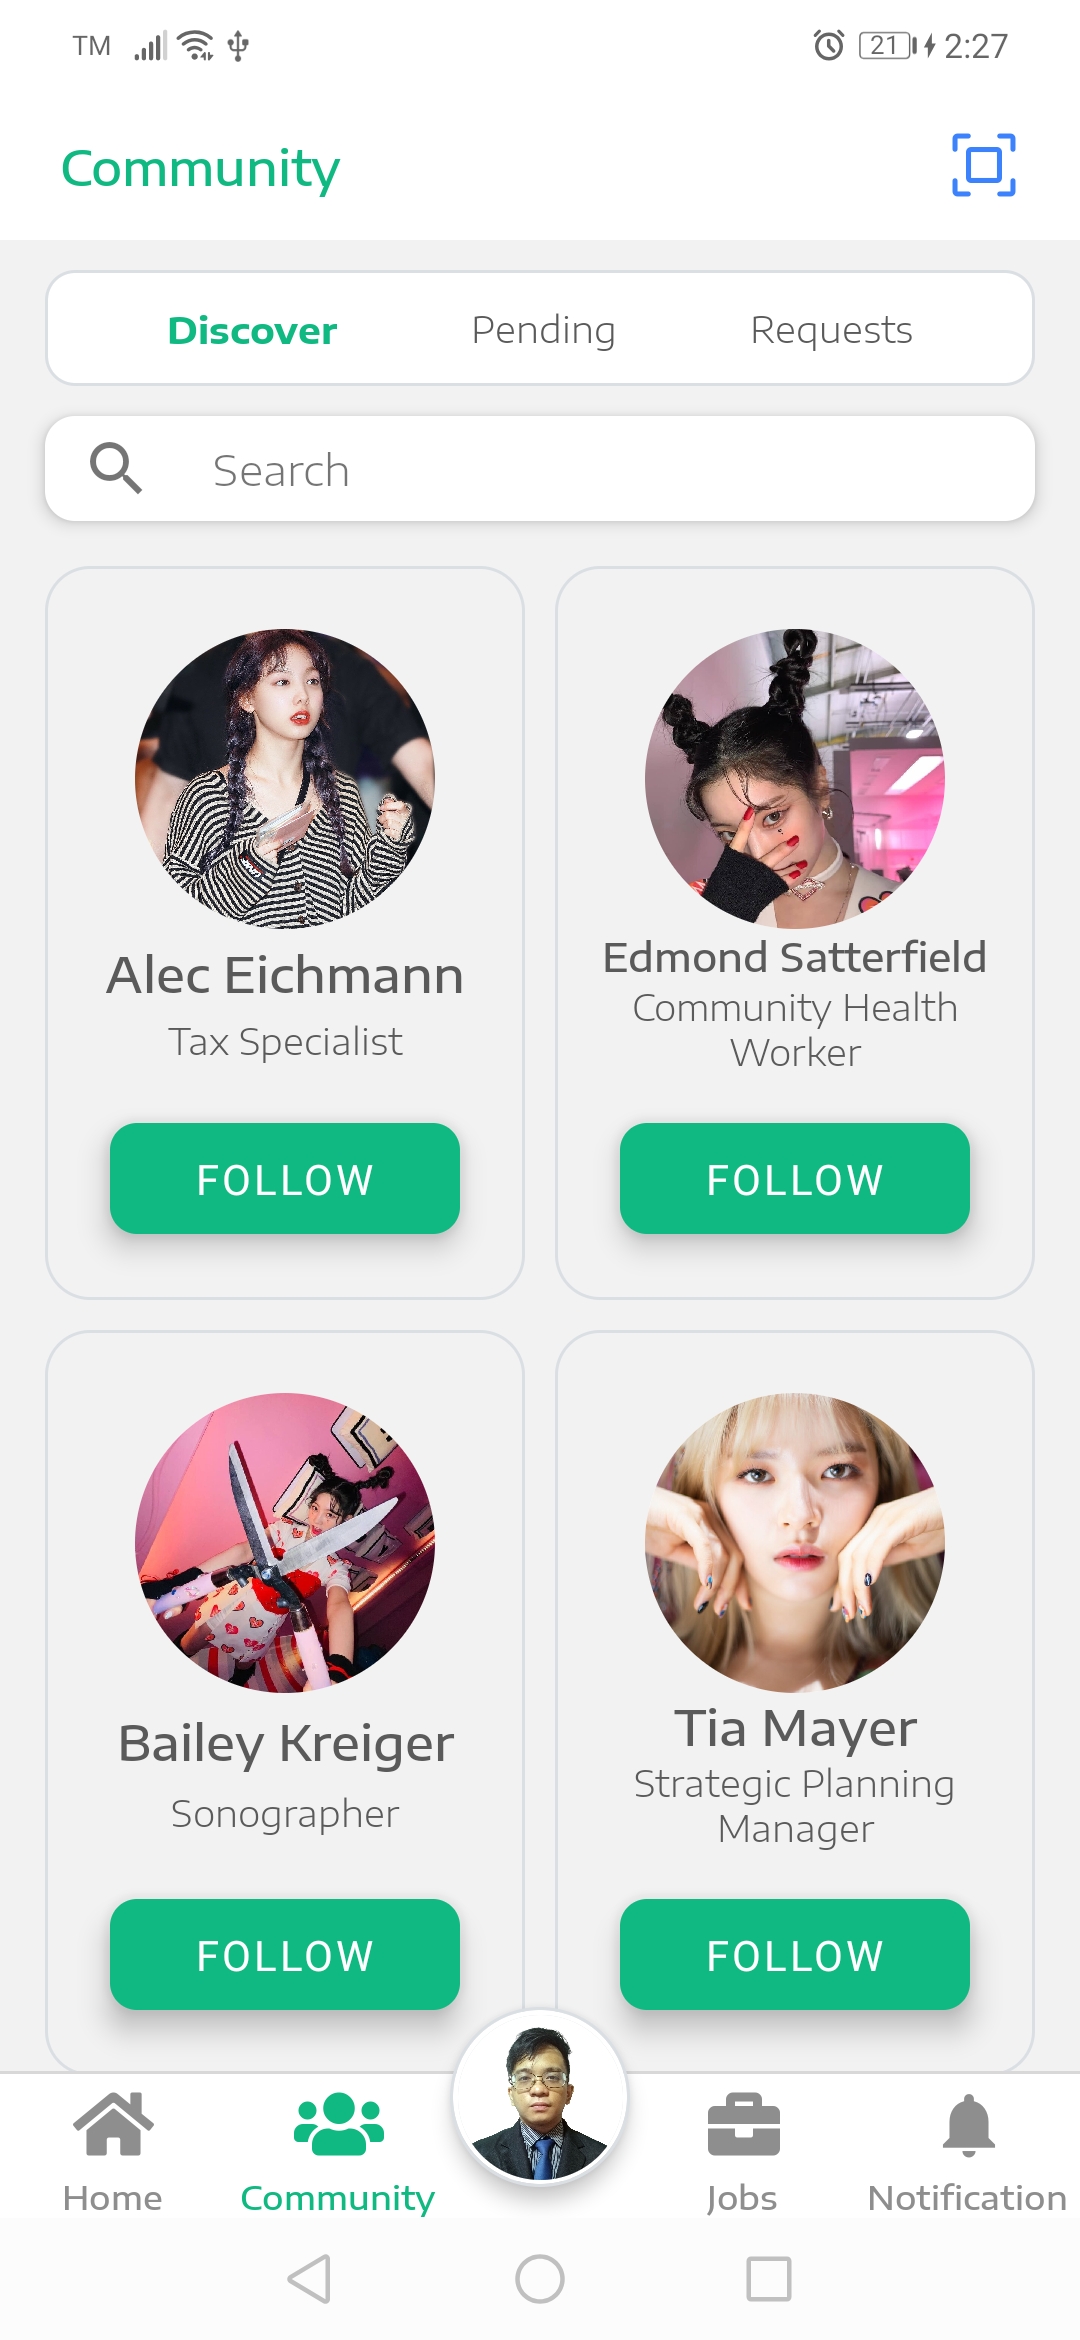 TM 21 2:27
Community
Discover Pending Requests
Search
Alec Eichmann
Tax Specialist
FOLLOW
Edmond Satterfield
Community Health
Worker
FOLLOW
Bailey Kreiger
Sonographer
FOLLOW
Tia Mayer
Strategic Planning
Manager
FOLLOW
Home Community Jobs Notification